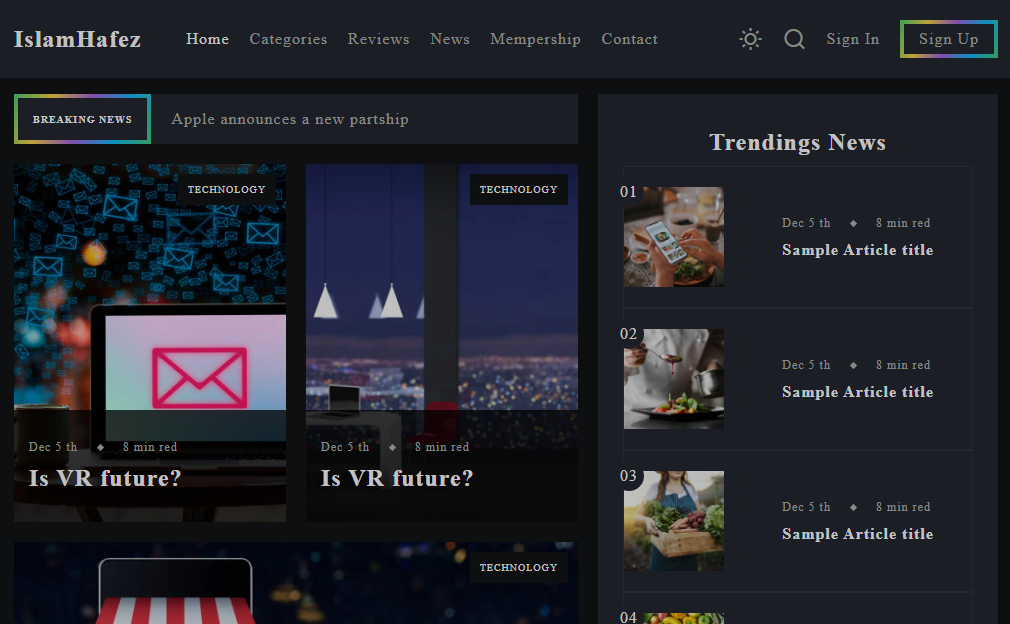 IslamHafez
Home Categories Reviews News Mempership Contact
Sign In
Sign Up
BREAKING NEWS
Apple announces a new partship
TECHNOLOGY
Dec 5 th ◆ 8 min red
Is VR future?
TECHNOLOGY
Dec 5 th ◆ 8 min red
Is VR future?
TECHNOLOGY
Trendings News
01
Dec 5 th ◆ 8 min red
Sample Article title
02
Dec 5 th ◆ 8 min red
Sample Article title
03
Dec 5 th ◆ 8 min red
Sample Article title
04